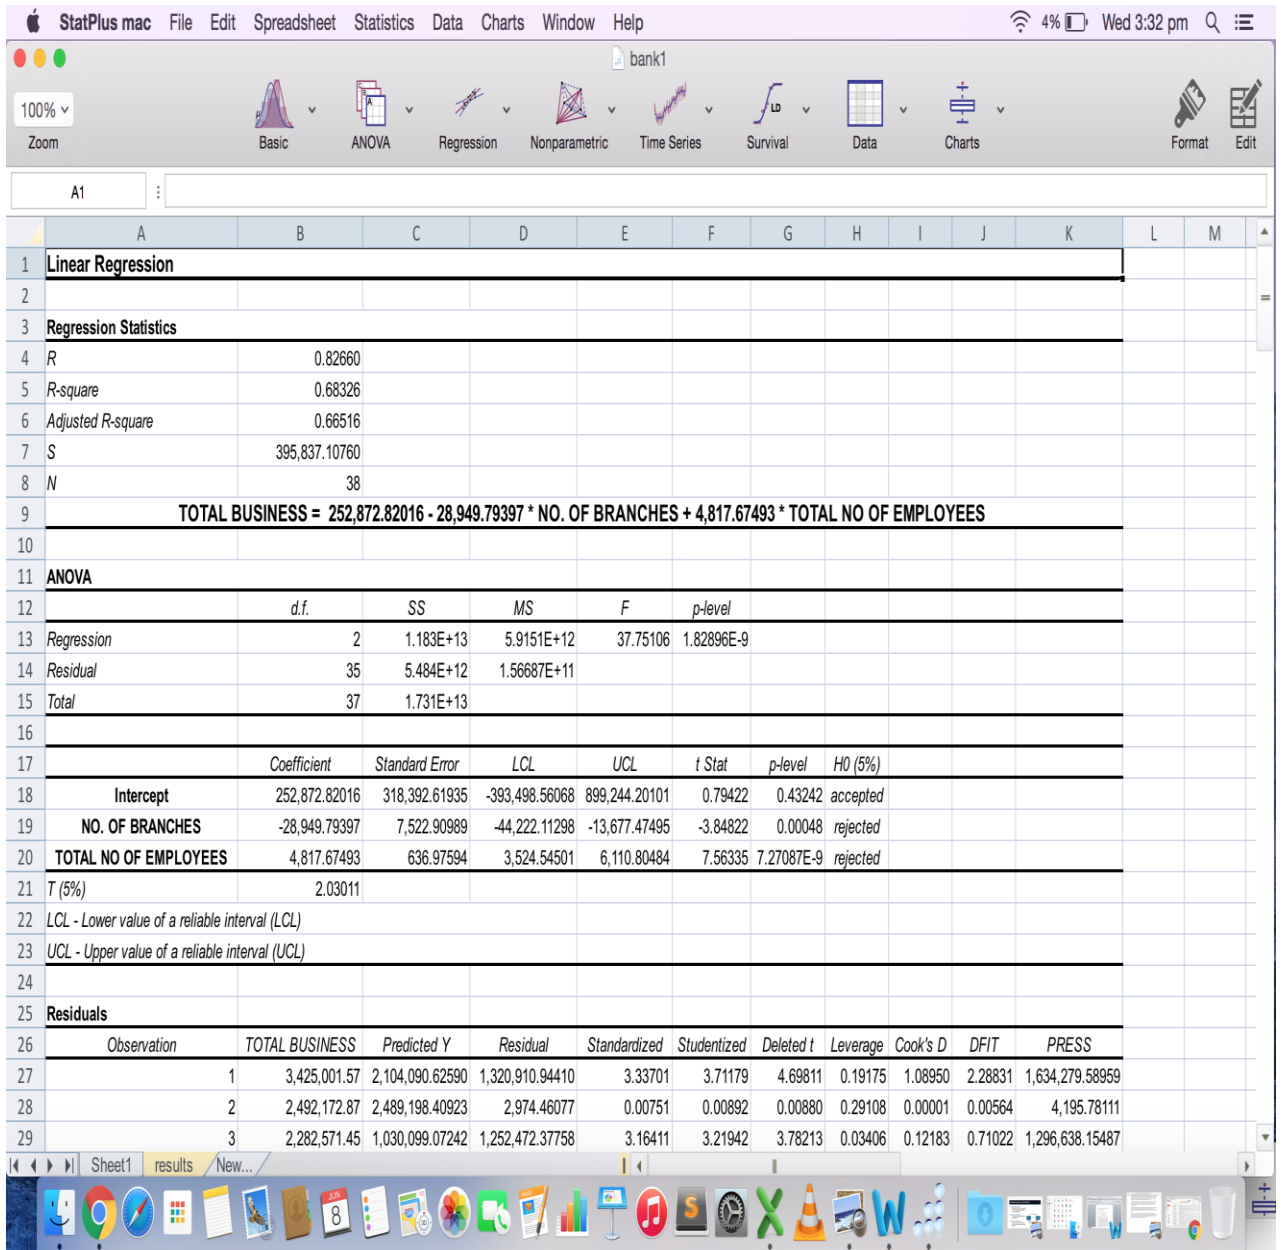 StatPlus mac File Edit Spreadsheet Statistics Data Charts Window Help 4% Wed 3:32 pm
bank1
100%
LD
A
Zoom Basic ANOVA Regression Nonparametric Time Series Survival Data Charts Format Edit
A1
A B C D E F G H I J K L M
1 Linear Regression
2
3 Regression Statistics
4 R 0.82660
5 R-square 0.68326
6 Adjusted R-square 0.66516
7 S 395,837.10760
8 N 38
9 TOTAL BUSINESS = 252,872.82016 - 28,949.79397 * NO. OF BRANCHES + 4,817.67493 * TOTAL NO OF EMPLOYEES
10
11 ANOVA
12 d.f. SS MS F p-level
13 Regression 2 1.183E+13 5.9151E+12 37.75106 1.82896E-9
14 Residual 35 5.484E+12 1.56687E+11
15 Total 37 1.731E+13
16
17 Coefficient Standard Error LCL UCL t Stat p-level H0 (5%)
18 Intercept 252,872.82016 318,392.61935 -393,498.56068 899,244.20101 0.79422 0.43242 accepted
19 NO. OF BRANCHES -28,949.79397 7,522.90989 -44,222.11298 -13,677.47495 -3.84822 0.00048 rejected
20 TOTAL NO OF EMPLOYEES 4,817.67493 636.97594 3,524.54501 6,110.80484 7.56335 7.27087E-9 rejected
21 T (5%) 2.03011
22 LCL - Lower value of a reliable interval (LCL)
23 UCL - Upper value of a reliable interval (UCL)
24
25 Residuals
26 Observation TOTAL BUSINESS Predicted Y Residual Standardized Studentized Deleted t Leverage Cook's D DFIT PRESS
27 1 3,425,001.57 2,104,090.62590 1,320,910.94410 3.33701 3.71179 4.69811 0.19175 1.08950 2.28831 1,634,279.58959
28 2 2,492,172.87 2,489,198.40923 2,974.46077 0.00751 0.00892 0.00880 0.29108 0.00001 0.00564 4,195.78111
29 3 2,282,571.45 1,030,099.07242 1,252,472.37758 3.16411 3.21942 3.78213 0.03406 0.12183 0.71022 1,296,638.15487
Sheet1 results New...
JUN
8
S
W